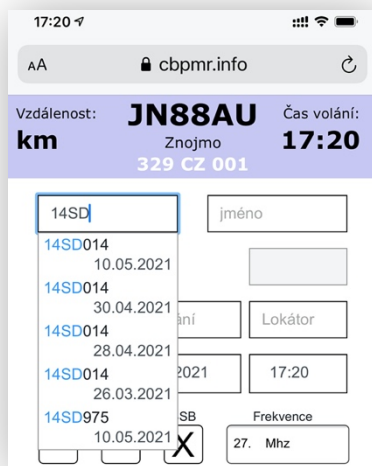 17:20
AA cbpmr.info
Vzdálenost: JN88AU Čas volání:
km Znojmo 17:20
329 CZ 001
14SD jméno
14SD014
10.05.2021
14SD014
30.04.2021
14SD014
28.04.2021
14SD014
26.03.2021
14SD975
10.05.2021
ání Lokátor
2021 17:20
SB Frekvence
X 27. Mhz